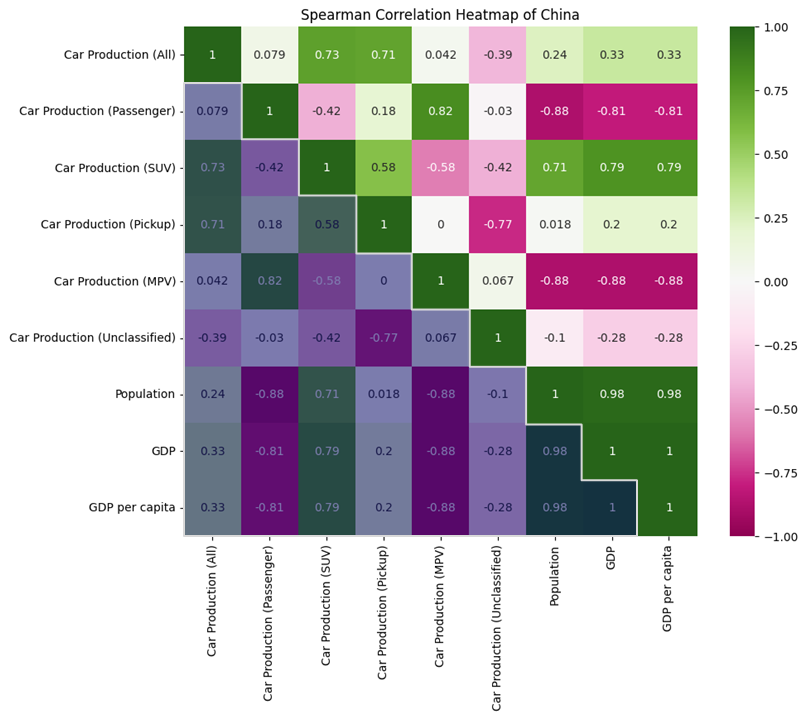 Spearman Correlation Heatmap of China
Car Production (All) 1 0.079 0.73 0.71 0.042 -0.39 0.24 0.33 0.33
Car Production (Passenger) 0.079 1 -0.42 0.18 0.82 -0.03 -0.88 -0.81 -0.81
Car Production (SUV) 0.73 -0.42 1 0.58 -0.58 -0.42 0.71 0.79 0.79
Car Production (Pickup) 0.71 0.18 0.58 1 0 -0.77 0.018 0.2 0.2
Car Production (MPV) 0.042 0.82 -0.58 0 1 0.067 -0.88 -0.88 -0.88
Car Production (Unclassified) -0.39 -0.03 -0.42 -0.77 0.067 1 -0.1 -0.28 -0.28
Population 0.24 -0.88 0.71 0.018 -0.88 -0.1 1 0.98 0.98
GDP 0.33 -0.81 0.79 0.2 -0.88 -0.28 0.98 1 1
GDP per capita 0.33 -0.81 0.79 0.2 -0.88 -0.28 0.98 1 1
Car Production (All)
Car Production (Passenger)
Car Production (SUV)
Car Production (Pickup)
Car Production (MPV)
Car Production (Unclassified)
Population
GDP
GDP per capita
1.00
0.75
0.50
0.25
0.00
−0.25
−0.50
−0.75
−1.00